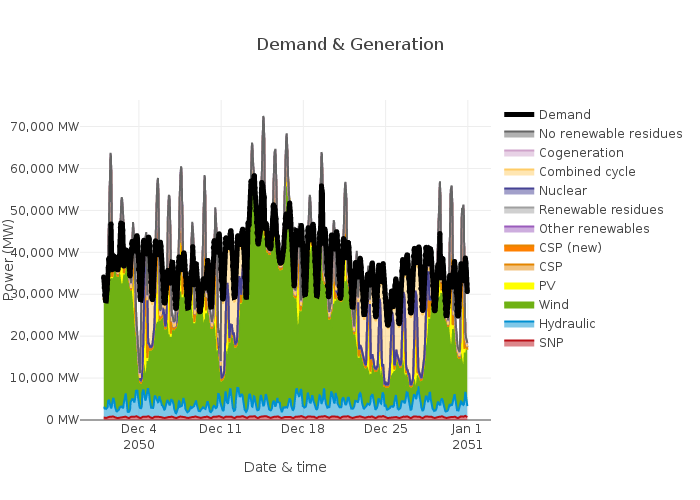 Demand & Generation
70,000 MW
60,000 MW
50,000 MW
40,000 MW
30,000 MW
20,000 MW
10,000 MW
0 MW
Power (MW)
Dec 4
2050
Dec 11
Dec 18
Dec 25
Jan 1
2051
Date & time
Demand
No renewable residues
Cogeneration
Combined cycle
Nuclear
Renewable residues
Other renewables
CSP (new)
CSP
PV
Wind
Hydraulic
SNP